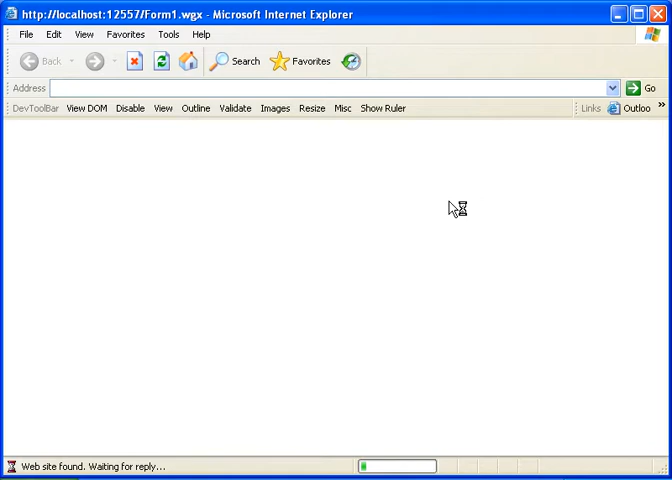 http://localhost:12557/Form1.wgx - Microsoft Internet Explorer
File Edit View Favorites Tools Help
Back Search Favorites
Address Go
DevToolBar View DOM Disable View Outline Validate Images Resize Misc Show Ruler Links Outloo »
Web site found. Waiting for reply...